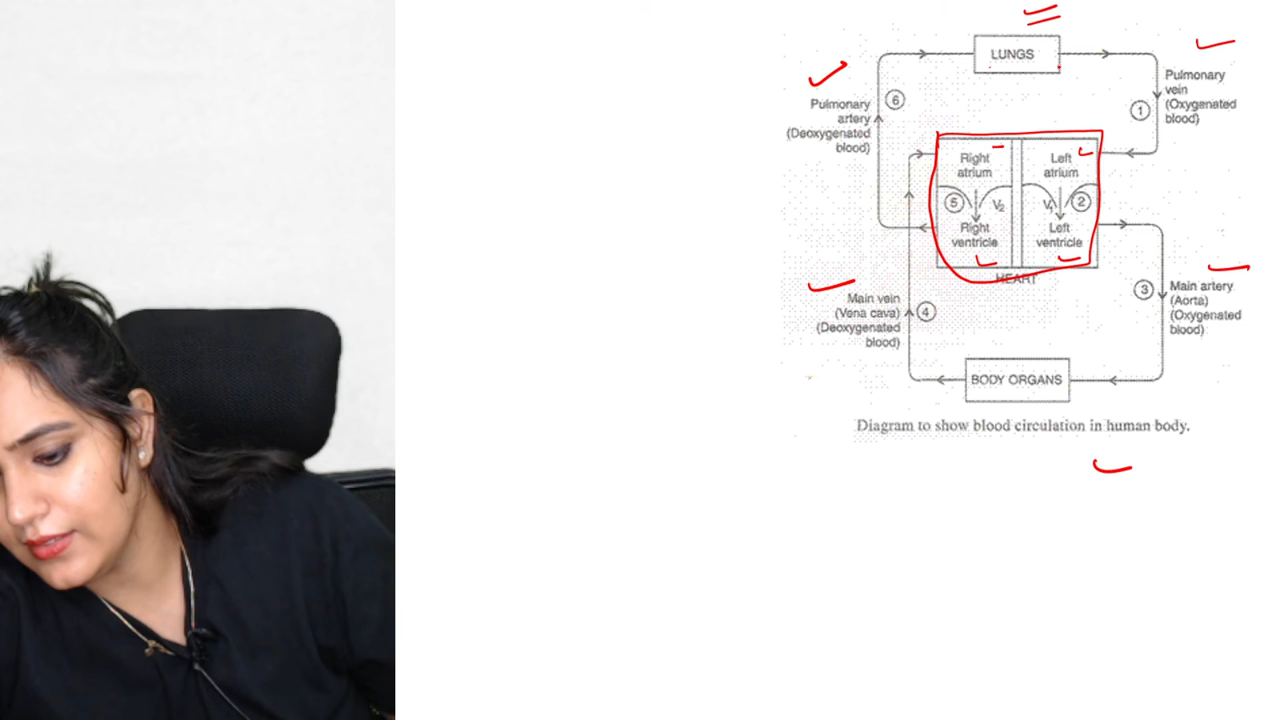 LUNGS
Pulmonary
vein
(Oxygenated
blood)
1
6
Pulmonary
artery
(Deoxygenated
blood)
Right
atrium
Left
atrium
5
V2
V1
2
Right
ventricle
Left
ventricle
HEART
Main artery
(Aorta)
(Oxygenated
blood)
3
Main vein
(Vena cava)
(Deoxygenated
blood)
4
BODY ORGANS
Diagram to show blood circulation in human body.